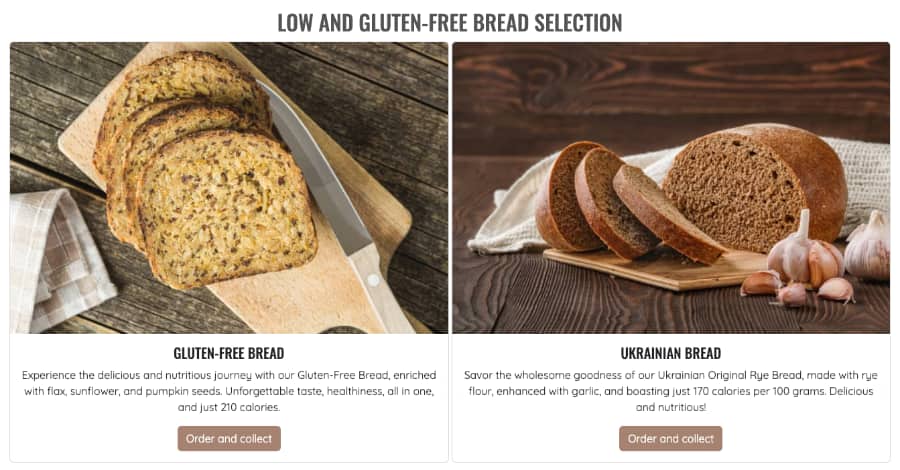 LOW AND GLUTEN-FREE BREAD SELECTION
GLUTEN-FREE BREAD
Experience the delicious and nutritious journey with our Gluten-Free Bread, enriched
with flax, sunflower, and pumpkin seeds. Unforgettable taste, healthiness, all in one,
and just 210 calories.
Order and collect
UKRAINIAN BREAD
Savor the wholesome goodness of our Ukrainian Original Rye Bread, made with rye
flour, enhanced with garlic, and boasting just 170 calories per 100 grams. Delicious
and nutritious!
Order and collect